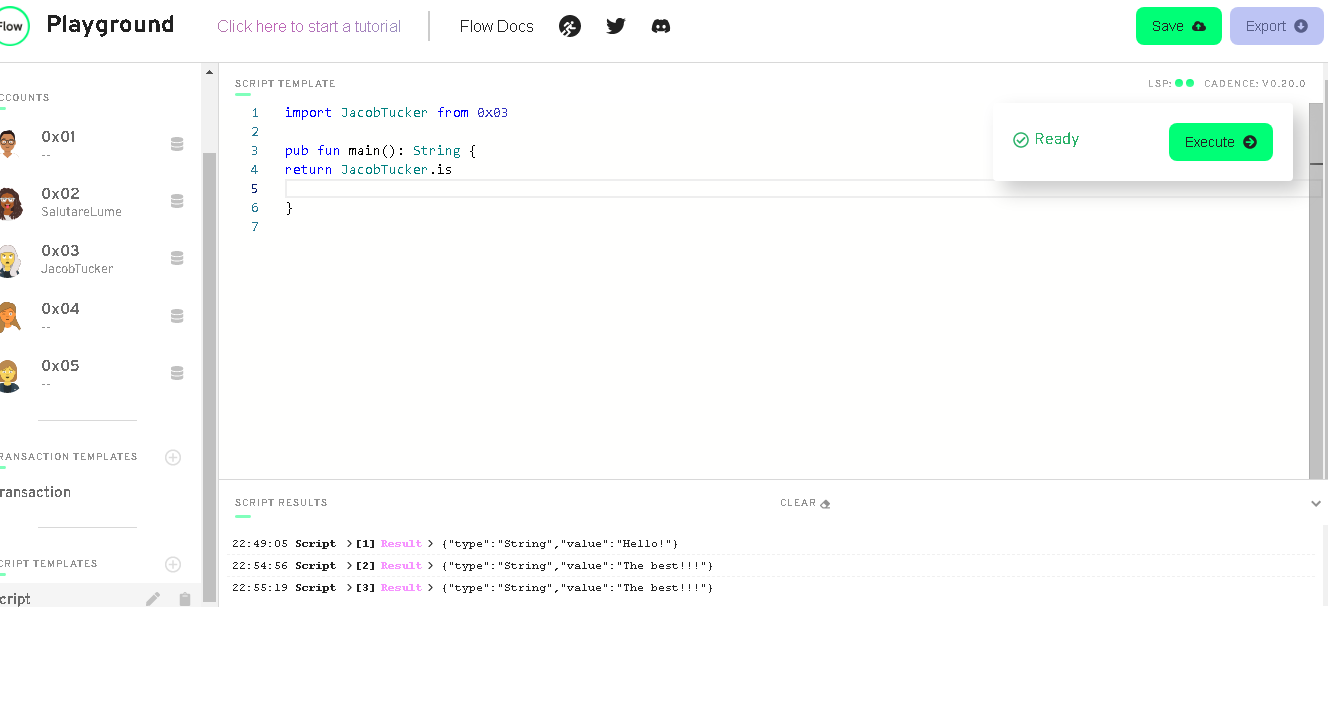 Flow Playground Click here to start a tutorial Flow Docs Save Export
SCRIPT TEMPLATE LSP: CADENCE: V0.20.0
CCOUNTS
0x01
--
0x02
SalutareLume
0x03
JacobTucker
0x04
--
0x05
--
RANSACTION TEMPLATES
ransaction
CRIPT TEMPLATES
cript
1 import JacobTucker from 0x03
2
3 pub fun main(): String {
4 return JacobTucker.is
5
6 }
7
Ready Execute
SCRIPT RESULTS CLEAR
22:49:05 Script >[1] Result > {"type":"String","value":"Hello!"}
22:54:56 Script >[2] Result > {"type":"String","value":"The best!!!"}
22:55:19 Script >[3] Result > {"type":"String","value":"The best!!!"}